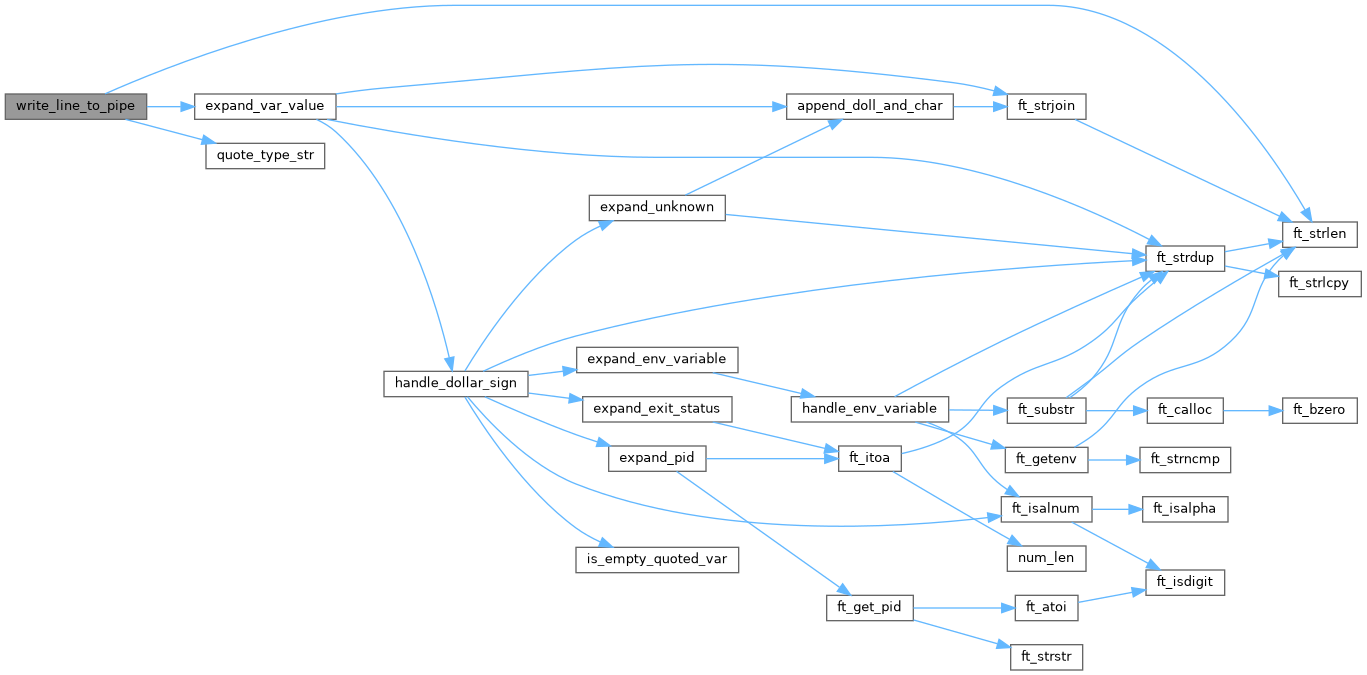 write_line_to_pipe
expand_var_value
quote_type_str
append_doll_and_char
ft_strjoin
expand_unknown
ft_strlen
ft_strdup
ft_strlcpy
handle_dollar_sign
expand_env_variable
expand_exit_status
handle_env_variable
ft_substr
ft_calloc
ft_bzero
expand_pid
ft_itoa
ft_getenv
ft_strncmp
ft_isalnum
ft_isalpha
is_empty_quoted_var
num_len
ft_isdigit
ft_get_pid
ft_atoi
ft_strstr